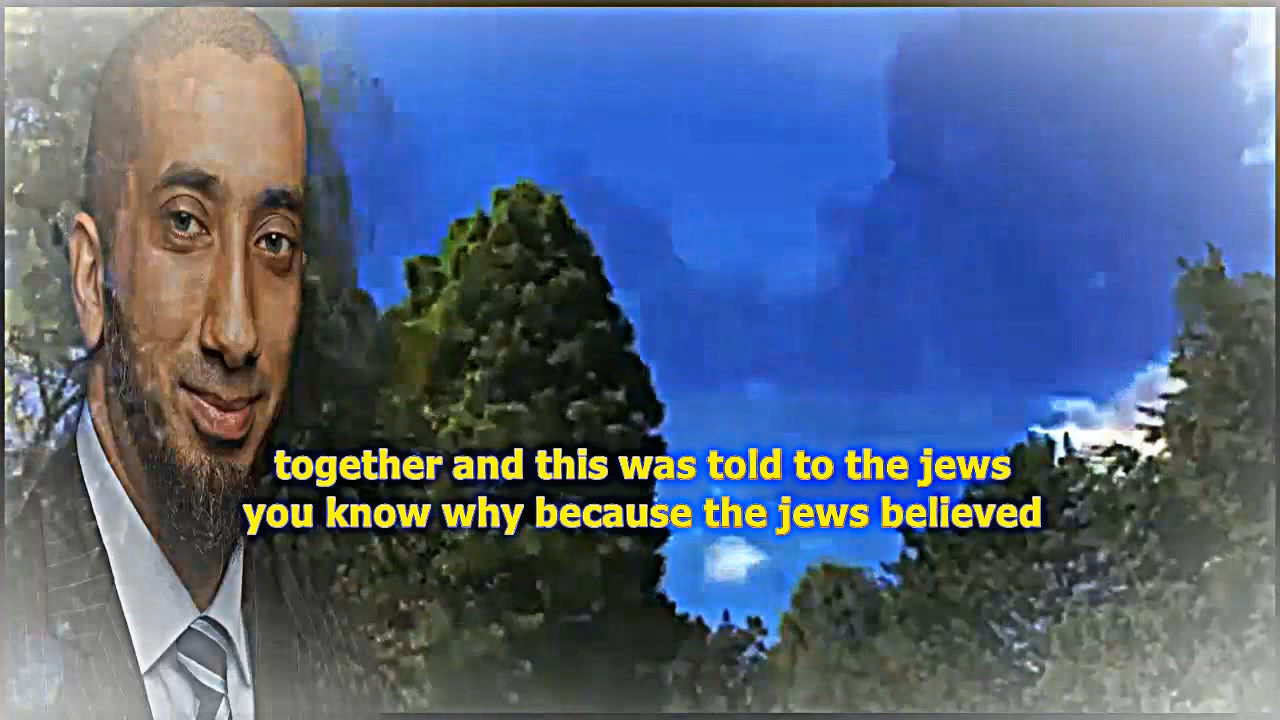 together and this was told to the jews
you know why because the jews believed